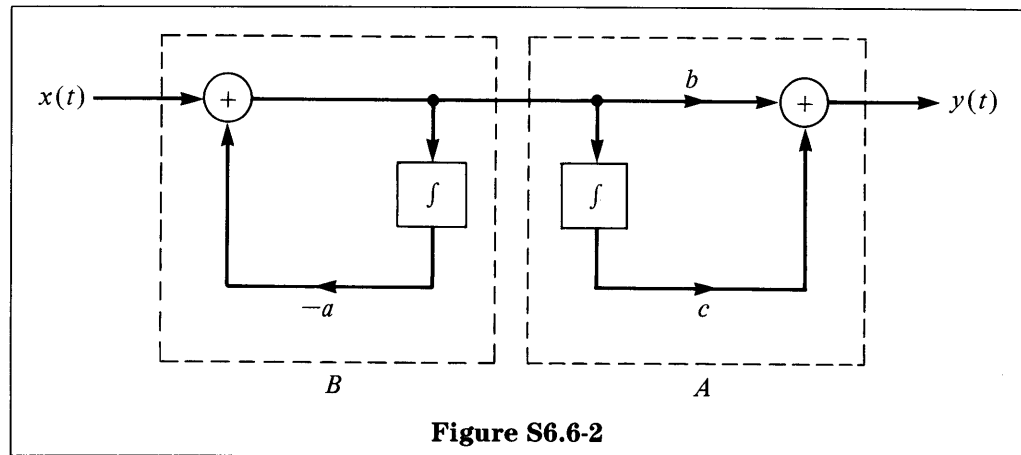 x(t) + b + y(t)
∫ ∫
−a c
B A
Figure S6.6-2